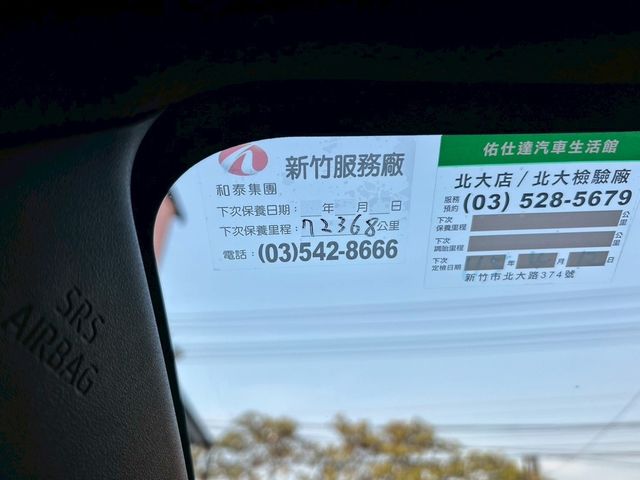 新竹服務廠
和泰集團
下次保養日期： 年 月 日
下次保養里程：72368公里
電話：(03)542-8666
佑仕達汽車生活館
北大店/北大檢驗廠
服務預約 (03) 528-5679
下次保養里程 公里
下次調胎里程 公里
下次定檢日期 年 月 日
新竹市北大路374號
SRS
AIRBAG